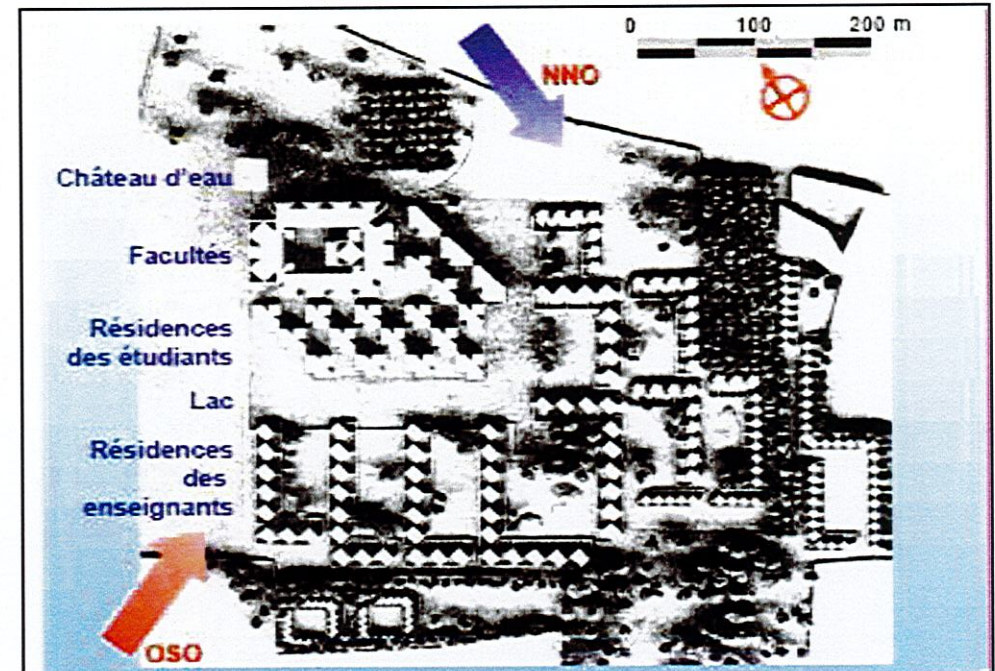 0 100 200 m
NNO
Château d'eau
Facultés
Résidences
des étudiants
Lac
Résidences
des
enseignants
OSO